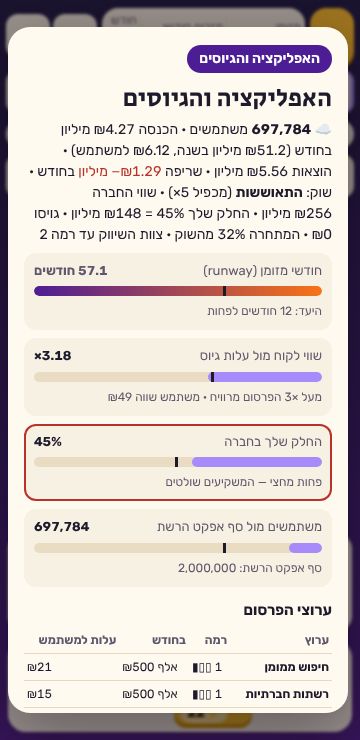 האפליקציה והגיוסים
האפליקציה והגיוסים
☁️ 697,784 משתמשים · הכנסה ₪4.27 מיליון
בחודש (₪51.2 מיליון בשנה, ₪6.12 למשתמש) ·
הוצאות ₪5.56 מיליון · שריפה ₪1.29− מיליון בחודש ·
שוק: התאוששות (מכפיל 5×) · שווי החברה
₪256 מיליון · החלק שלך 45% = ₪148 מיליון · גויסו
₪0 · המתחרה 32% מהשוק · צוות השיווק עד רמה 2
חודשי מזומן (runway) 57.1 חודשים
היעד: 12 חודשים לפחות
שווי לקוח מול עלות גיוס ×3.18
מעל ×3 הפרסום מרוויח · משתמש שווה ₪49
החלק שלך בחברה 45%
פחות מחצי — המשקיעים שולטים
משתמשים מול סף אפקט הרשת 697,784
סף אפקט הרשת: 2,000,000
ערוצי הפרסום
ערוץ רמה בחודש עלות למשתמש
חיפוש ממומן 1 ▮▯▯ ₪500 אלף ₪21
רשתות חברתיות 1 ▮▯▯ ₪500 אלף ₪15